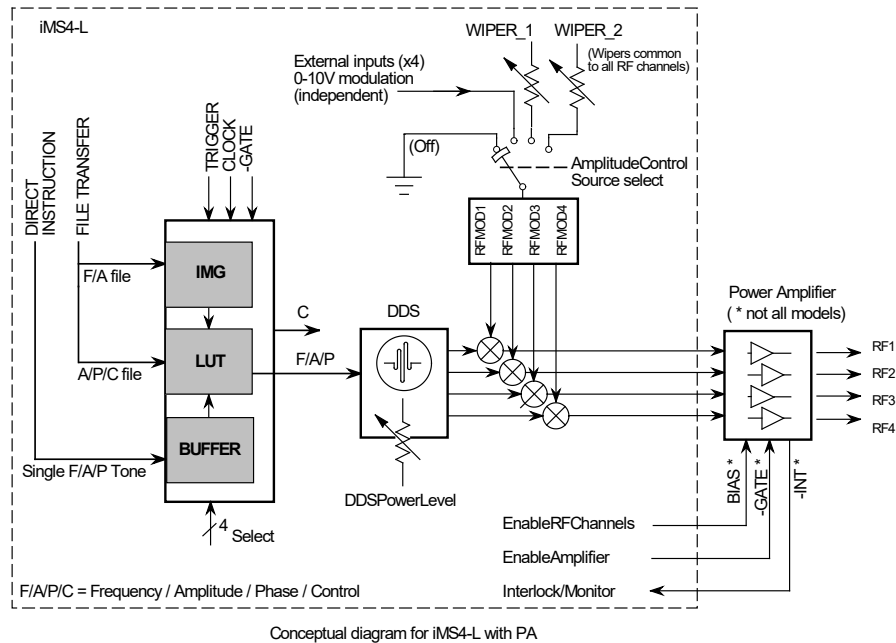 iMS4-L
WIPER_1
WIPER_2
(Wipers common
to all RF channels)
External inputs (x4)
0-10V modulation
(independent)
(Off)
AmplitudeControl
Source select
DIRECT
INSTRUCTION
FILE TRANSFER
TRIGGER
CLOCK
-GATE
RFMOD1
RFMOD2
RFMOD3
RFMOD4
F/A file
IMG
C
DDS
Power Amplifier
( * not all models)
A/P/C file
LUT
F/A/P
RF1
RF2
RF3
RF4
BUFFER
Single F/A/P Tone
DDSPowerLevel
BIAS *
-GATE *
-INT *
4
Select
EnableRFChannels
EnableAmplifier
Interlock/Monitor
F/A/P/C = Frequency / Amplitude / Phase / Control
Conceptual diagram for iMS4-L with PA